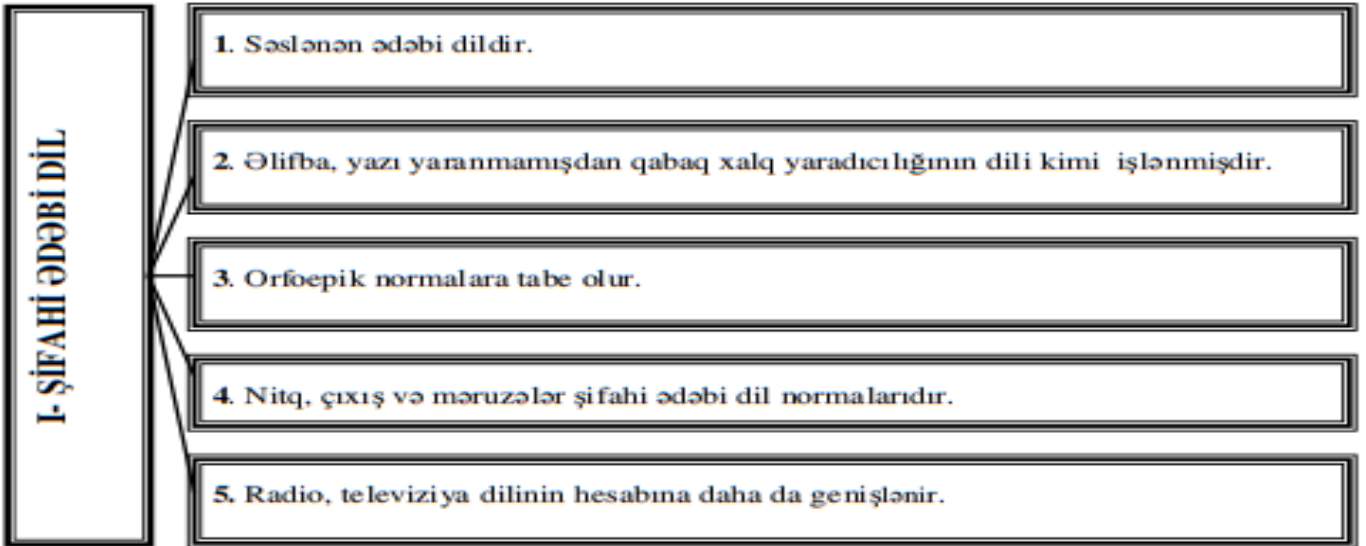 I- ŞİFAHİ ƏDƏBİ DİL
1. Səslənən ədəbi dildir.
2. Əlifba, yazı yaranmamışdan qabaq xalq yaradıcılığının dili kimi işlənmişdir.
3. Orfoepik normalara tabe olur.
4. Nitq, çıxış və məruzələr şifahi ədəbi dil normalarıdır.
5. Radio, televiziya dilinin hesabına daha da genişlənir.